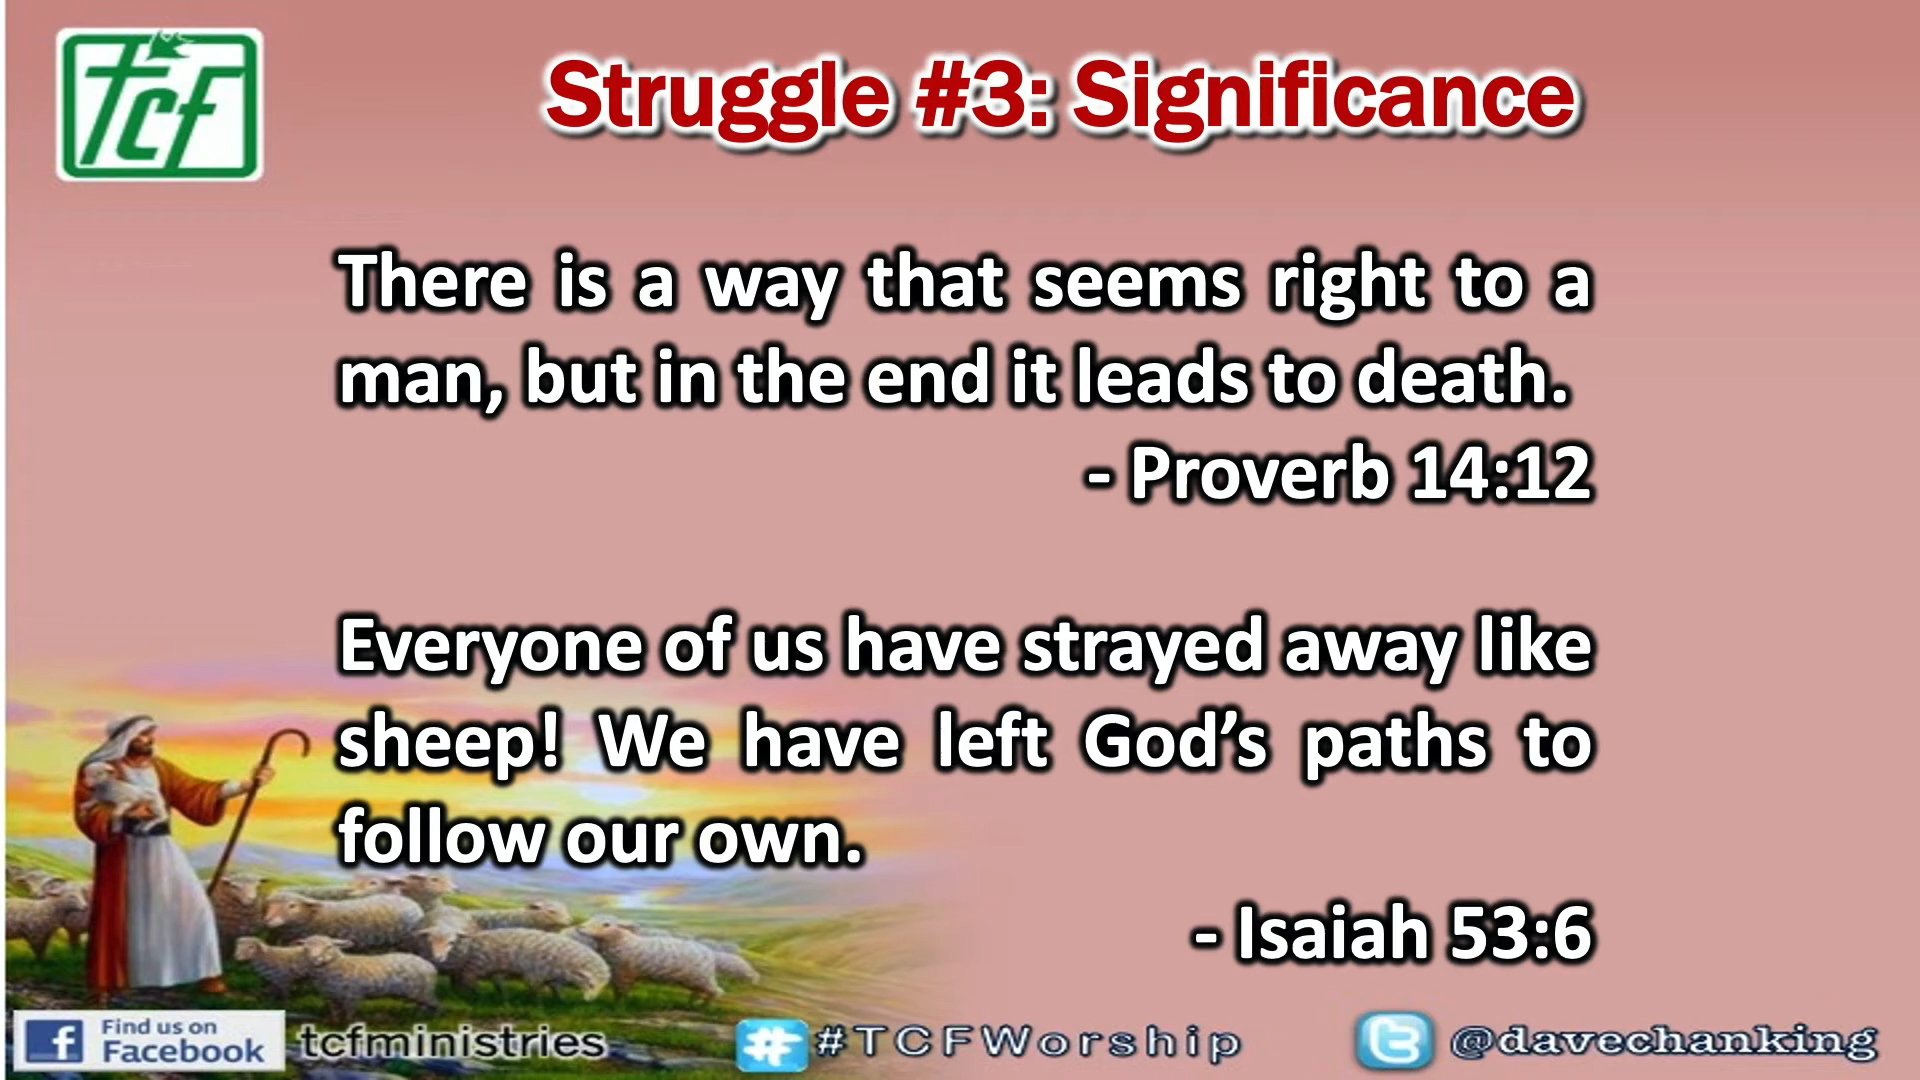 tcf
Struggle #3: Significance
There is a way that seems right to a
man, but in the end it leads to death.
- Proverb 14:12
Everyone of us have strayed away like
sheep! We have left God’s paths to
follow our own.
- Isaiah 53:6
Find us on
Facebook
tcfministries
#TCFWorship
@davechanking